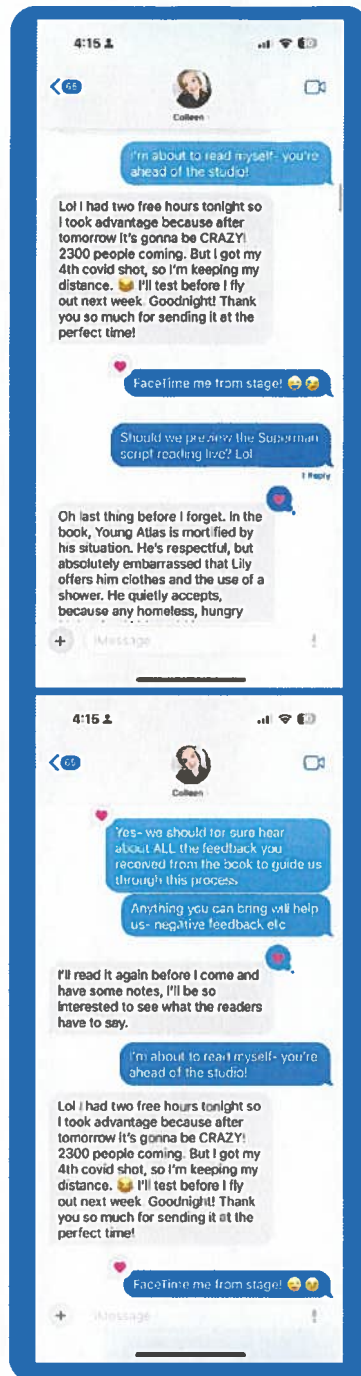 4:15
65
Colleen
I'm about to read myself- you're
ahead of the studio!
Lol I had two free hours tonight so
I took advantage because after
tomorrow it's gonna be CRAZY!
2300 people coming. But I got my
4th covid shot, so I'm keeping my
distance. 😂 I'll test before I fly
out next week. Goodnight! Thank
you so much for sending it at the
perfect time!
FaceTime me from stage! 😄🤣
Should we preview the Superman
script reading live? Lol
1 Reply
Oh last thing before I forget. In the
book, Young Atlas is mortified by
his situation. He's respectful, but
absolutely embarrassed that Lily
offers him clothes and the use of a
shower. He quietly accepts,
because any homeless, hungry
iMessage
4:15
65
Colleen
Yes- we should for sure hear
about ALL the feedback you
received from the book to guide us
through this process
Anything you can bring will help
us- negative feedback etc
I'll read it again before I come and
have some notes, I'll be so
interested to see what the readers
have to say.
I'm about to read myself- you're
ahead of the studio!
Lol I had two free hours tonight so
I took advantage because after
tomorrow it's gonna be CRAZY!
2300 people coming. But I got my
4th covid shot, so I'm keeping my
distance. 😂 I'll test before I fly
out next week. Goodnight! Thank
you so much for sending it at the
perfect time!
FaceTime me from stage! 😄🤣
iMessage